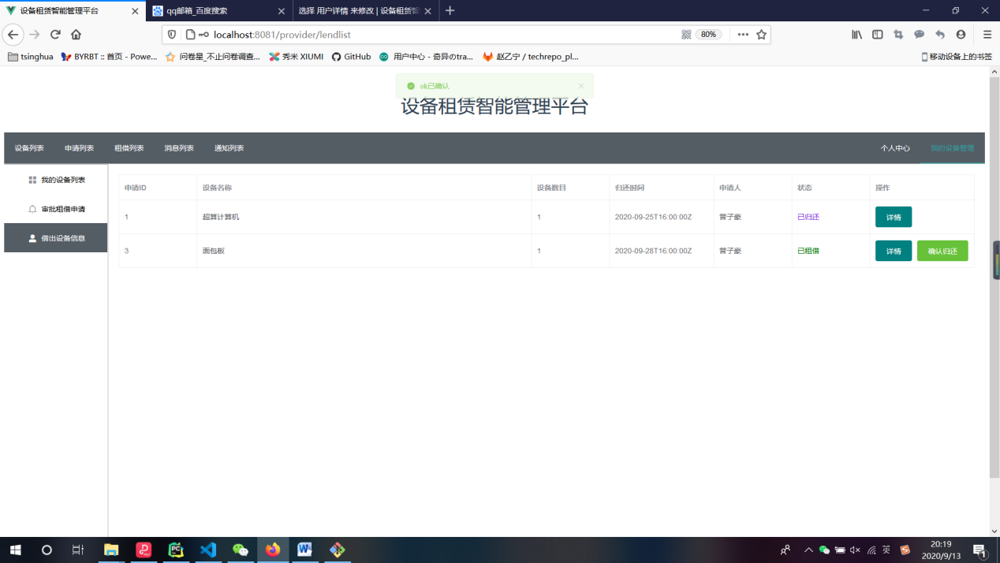 设备租赁智能管理平台
qq邮箱_百度搜索
选择 用户详情 来修改 | 设备租赁智
localhost:8081/provider/lendlist
80%
tsinghua
BYRBT :: 首页 - Powe...
问卷星_不止问卷调查...
秀米 XIUMI
GitHub
用户中心 - 奇异のtra...
赵乙宁 / techrepo_pl...
移动设备上的书签
ok已确认
设备租赁智能管理平台
设备列表 申请列表 租借列表 消息列表 通知列表 个人中心 我的设备管理
我的设备列表
审批租借申请
借出设备信息
申请ID 设备名称 设备数目 归还时间 申请人 状态 操作
1 超算计算机 1 2020-09-25T16:00:00Z 曾子豪 已归还 详情
3 面包板 1 2020-09-28T16:00:00Z 曾子豪 已租借 详情 确认归还
英
20:19
2020/9/13
1